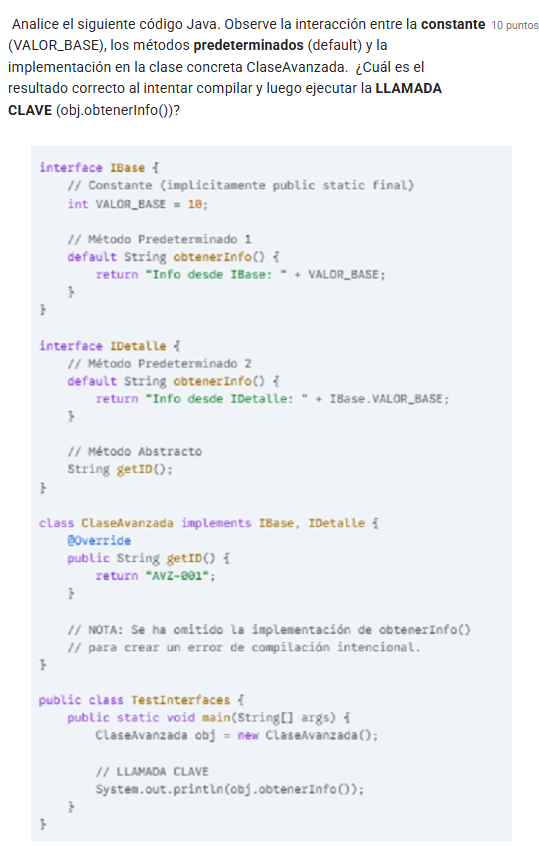 Analice el siguiente código Java. Observe la interacción entre la constante 10 puntos
(VALOR_BASE), los métodos predeterminados (default) y la
implementación en la clase concreta ClaseAvanzada.  ¿Cuál es el
resultado correcto al intentar compilar y luego ejecutar la LLAMADA
CLAVE (obj.obtenerInfo())?
interface IBase {
    // Constante (implícitamente public static final)
    int VALOR_BASE = 10;
    // Método Predeterminado 1
    default String obtenerInfo() {
        return "Info desde IBase: " + VALOR_BASE;
    }
}
interface IDetalle {
    // Método Predeterminado 2
    default String obtenerInfo() {
        return "Info desde IDetalle: " + IBase.VALOR_BASE;
    }
    // Método Abstracto
    String getID();
}
class ClaseAvanzada implements IBase, IDetalle {
    @Override
    public String getID() {
        return "AVZ-001";
    }
    // NOTA: Se ha omitido la implementación de obtenerInfo()
    // para crear un error de compilación intencional.
}
public class TestInterfaces {
    public static void main(String[] args) {
        ClaseAvanzada obj = new ClaseAvanzada();
        // LLAMADA CLAVE
        System.out.println(obj.obtenerInfo());
    }
}